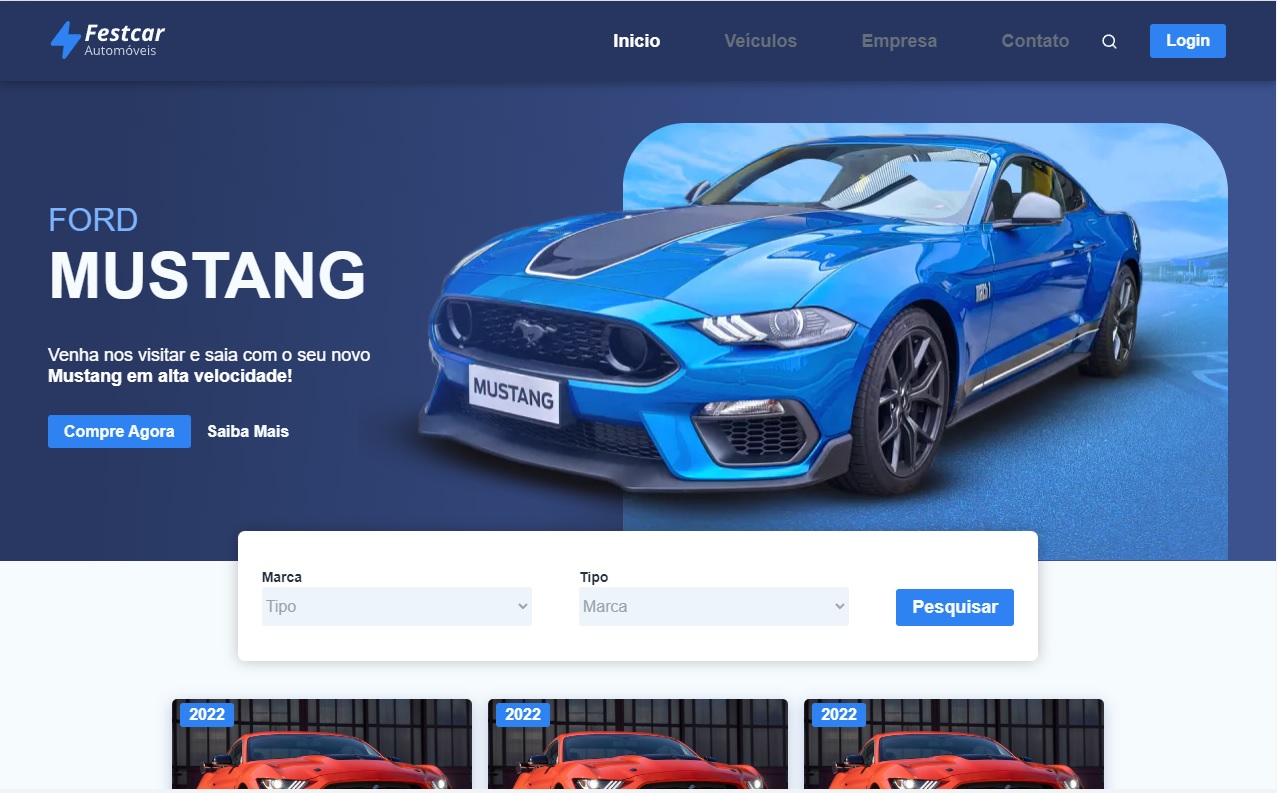 Festcar
Automóveis
Inicio
Veículos
Empresa
Contato
Login
FORD
MUSTANG
Venha nos visitar e saia com o seu novo
Mustang em alta velocidade!
Compre Agora
Saiba Mais
MUSTANG
Marca
Tipo
Tipo
Marca
Pesquisar
2022
2022
2022